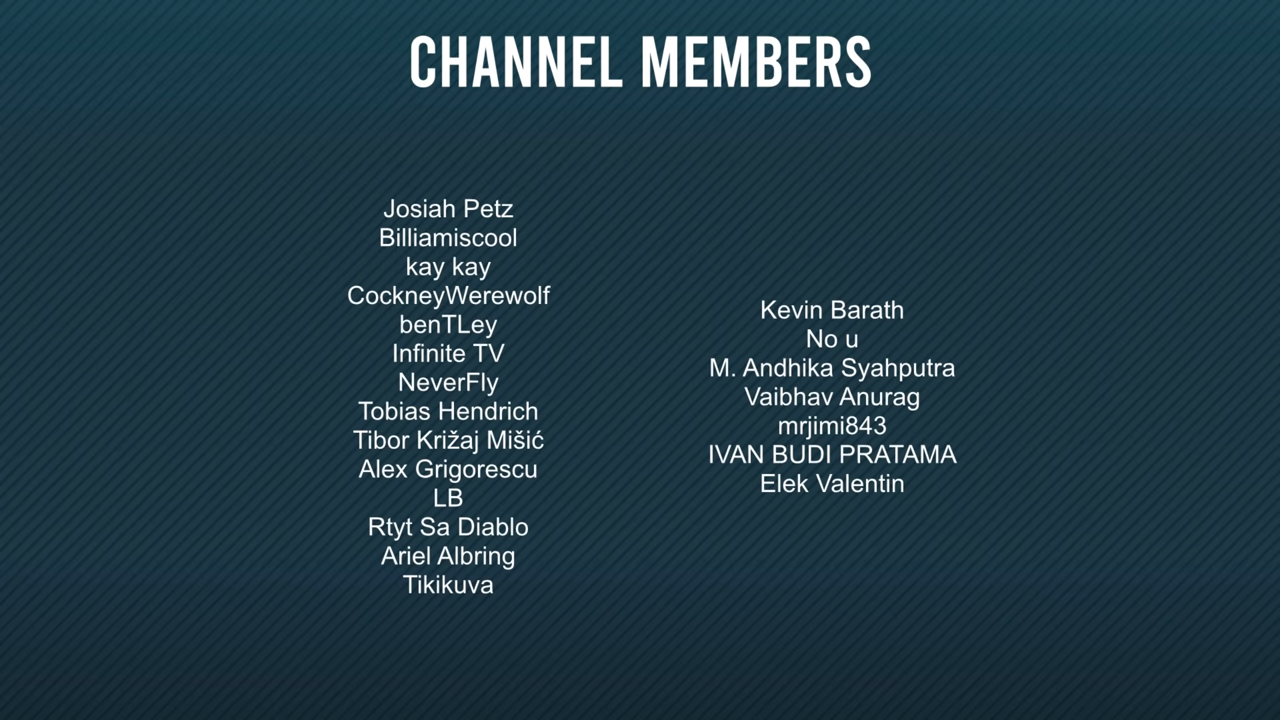 CHANNEL MEMBERS
Josiah Petz
Billiamiscool
kay kay
CockneyWerewolf
benTLey
Infinite TV
NeverFly
Tobias Hendrich
Tibor Križaj Mišić
Alex Grigorescu
LB
Rtyt Sa Diablo
Ariel Albring
Tikikuva
Kevin Barath
No u
M. Andhika Syahputra
Vaibhav Anurag
mrjimi843
IVAN BUDI PRATAMA
Elek Valentin